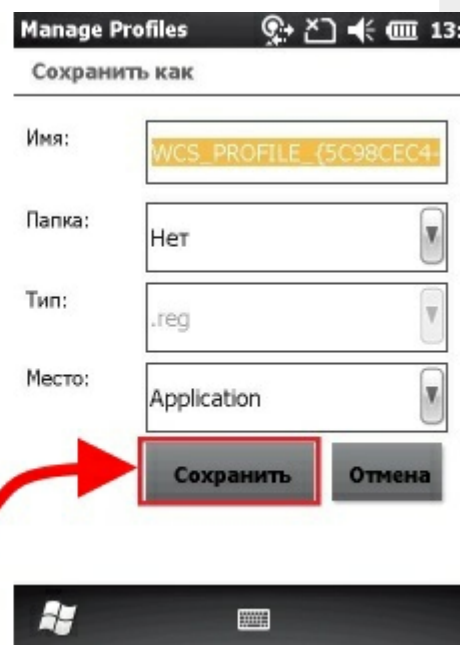 Manage Profiles 13:
Сохранить как
Имя: WCS_PROFILE_{5C98CEC4-
Папка: Нет
Тип: .reg
Место: Application
Сохранить Отмена